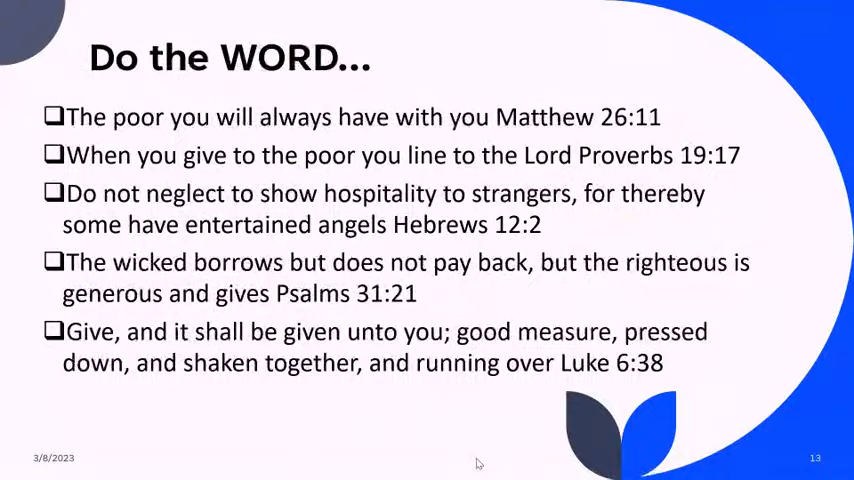 Do the WORD...
❑The poor you will always have with you Matthew 26:11
❑When you give to the poor you line to the Lord Proverbs 19:17
❑Do not neglect to show hospitality to strangers, for thereby
some have entertained angels Hebrews 12:2
❑The wicked borrows but does not pay back, but the righteous is
generous and gives Psalms 31:21
❑Give, and it shall be given unto you; good measure, pressed
down, and shaken together, and running over Luke 6:38
3/8/2023
13